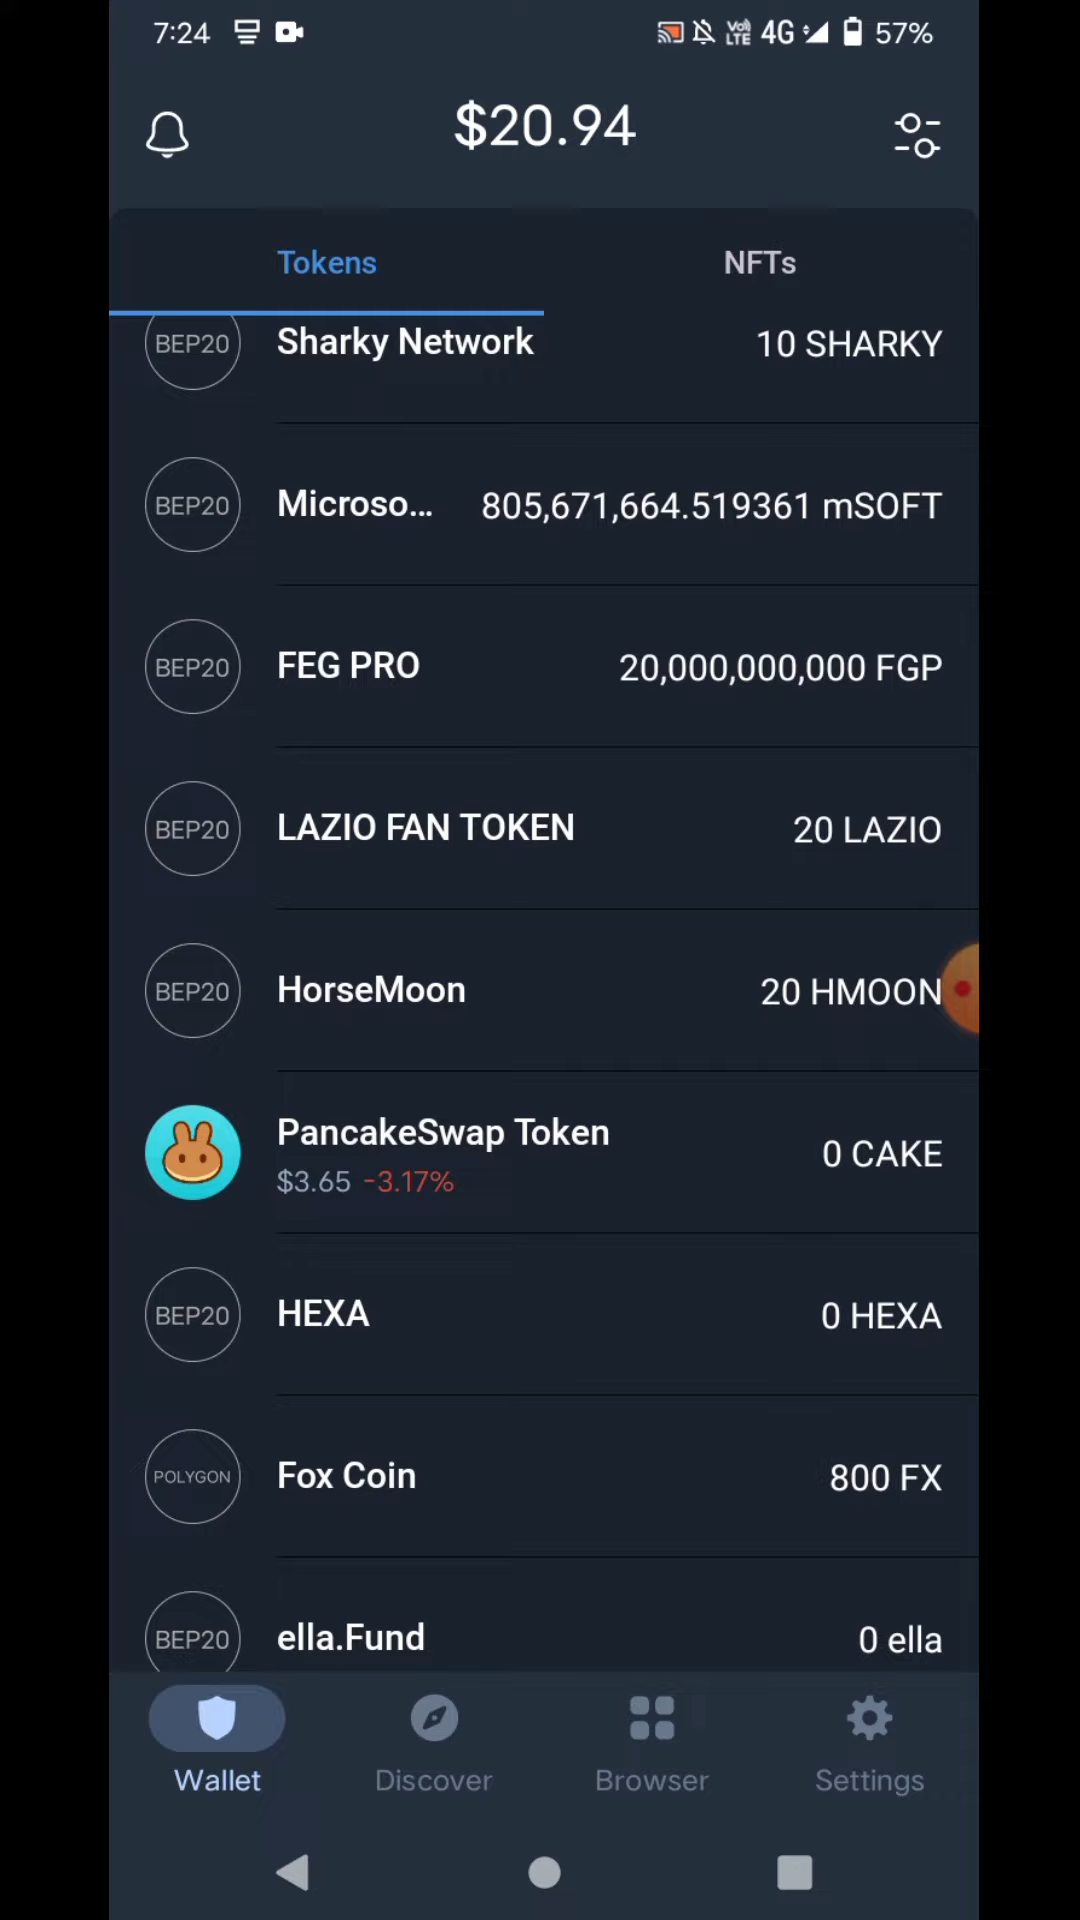 7:24 VoI) LTE 4G 57%
$20.94
Tokens NFTs
BEP20 Sharky Network 10 SHARKY
BEP20 Microso... 805,671,664.519361 mSOFT
BEP20 FEG PRO 20,000,000,000 FGP
BEP20 LAZIO FAN TOKEN 20 LAZIO
BEP20 HorseMoon 20 HMOON
PancakeSwap Token 0 CAKE
$3.65 -3.17%
BEP20 HEXA 0 HEXA
POLYGON Fox Coin 800 FX
BEP20 ella.Fund 0 ella
Wallet Discover Browser Settings